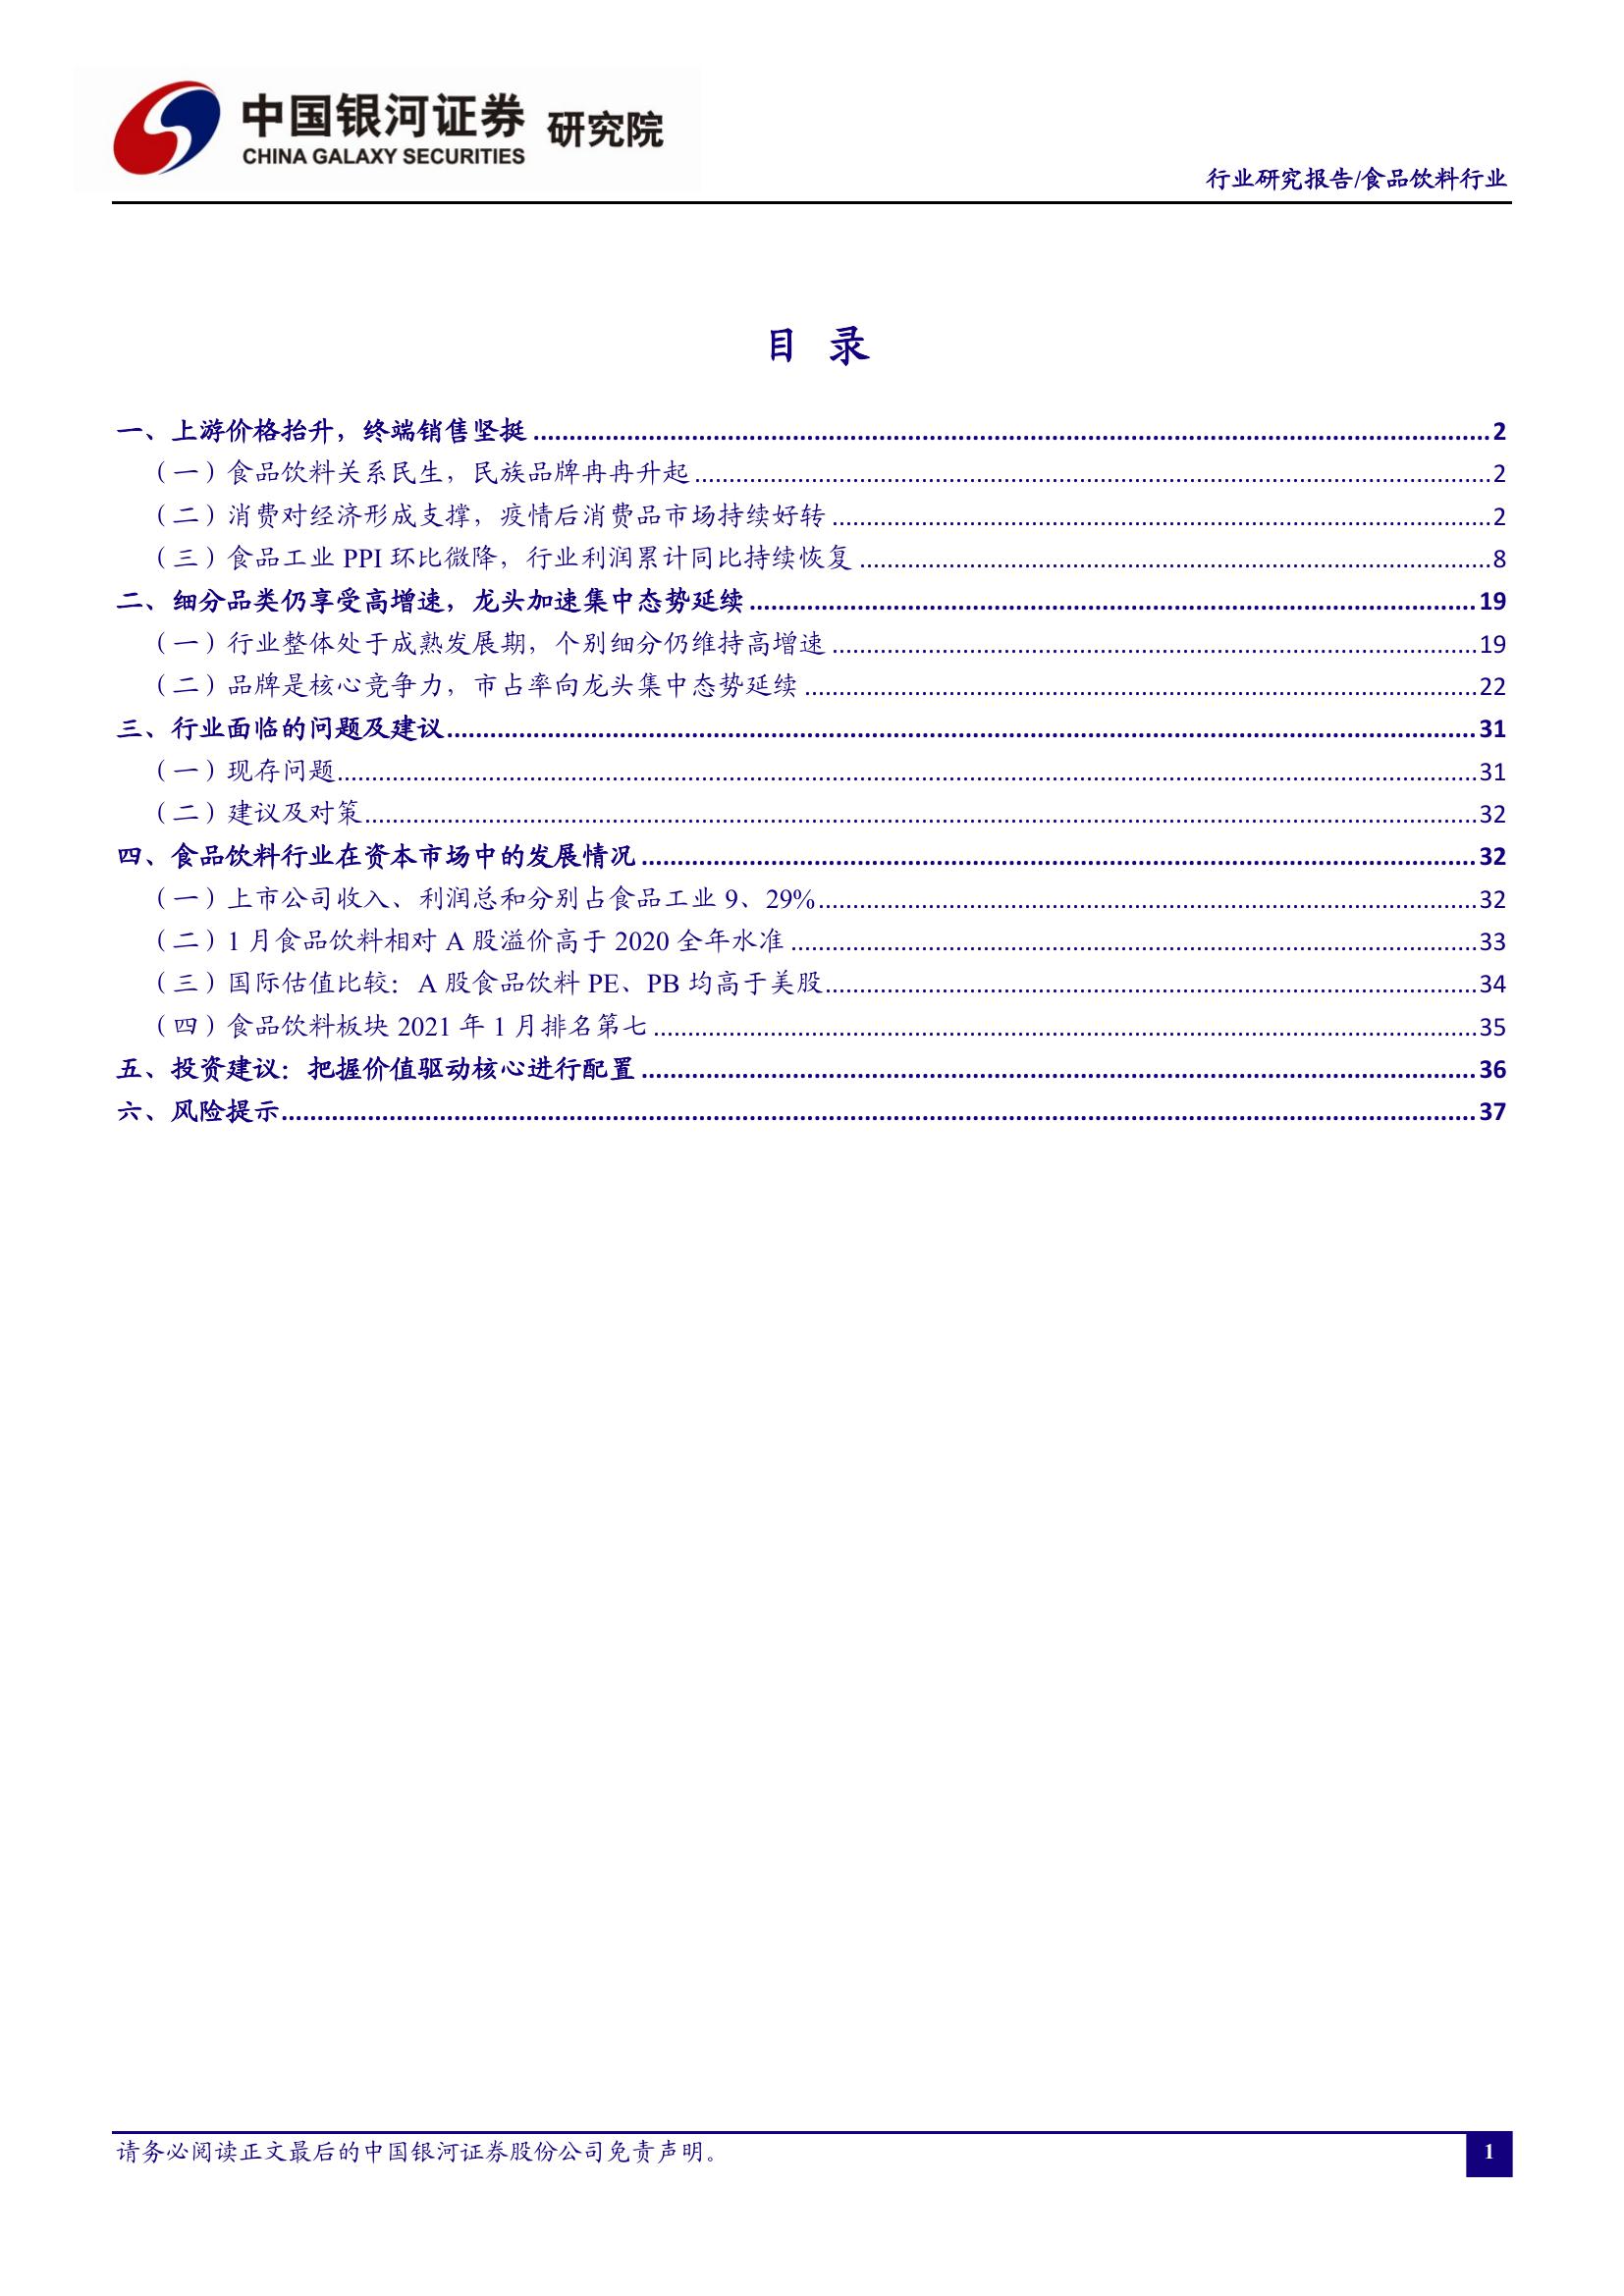 中国银河证券 研究院
CHINA GALAXY SECURITIES
行业研究报告/食品饮料行业
目 录
一、上游价格抬升，终端销售坚挺 ........ 2
（一）食品饮料关系民生，民族品牌冉冉升起 ........ 2
（二）消费对经济形成支撑，疫情后消费品市场持续好转 ........ 2
（三）食品工业 PPI 环比微降，行业利润累计同比持续恢复 ........ 8
二、细分品类仍享受高增速，龙头加速集中态势延续 ........ 19
（一）行业整体处于成熟发展期，个别细分仍维持高增速 ........ 19
（二）品牌是核心竞争力，市占率向龙头集中态势延续 ........ 22
三、行业面临的问题及建议 ........ 31
（一）现存问题 ........ 31
（二）建议及对策 ........ 32
四、食品饮料行业在资本市场中的发展情况 ........ 32
（一）上市公司收入、利润总和分别占食品工业 9、29% ........ 32
（二）1 月食品饮料相对 A 股溢价高于 2020 全年水准 ........ 33
（三）国际估值比较：A 股食品饮料 PE、PB 均高于美股 ........ 34
（四）食品饮料板块 2021 年 1 月排名第七 ........ 35
五、投资建议：把握价值驱动核心进行配置 ........ 36
六、风险提示 ........ 37
请务必阅读正文最后的中国银河证券股份公司免责声明。
1